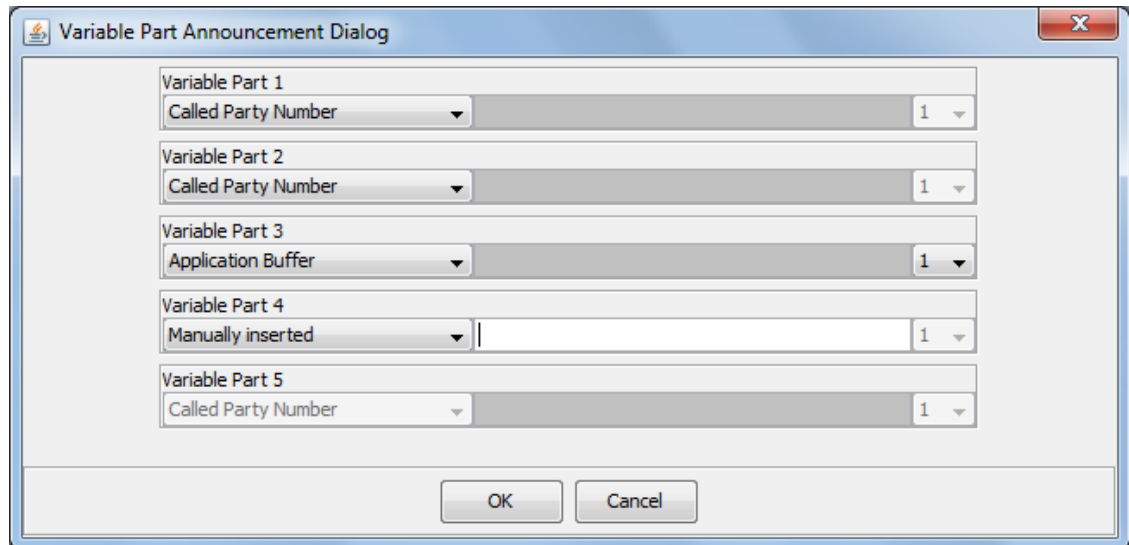 Variable Part Announcement Dialog
Variable Part 1
Called Party Number 1
Variable Part 2
Called Party Number 1
Variable Part 3
Application Buffer 1
Variable Part 4
Manually inserted 1
Variable Part 5
Called Party Number 1
OK Cancel